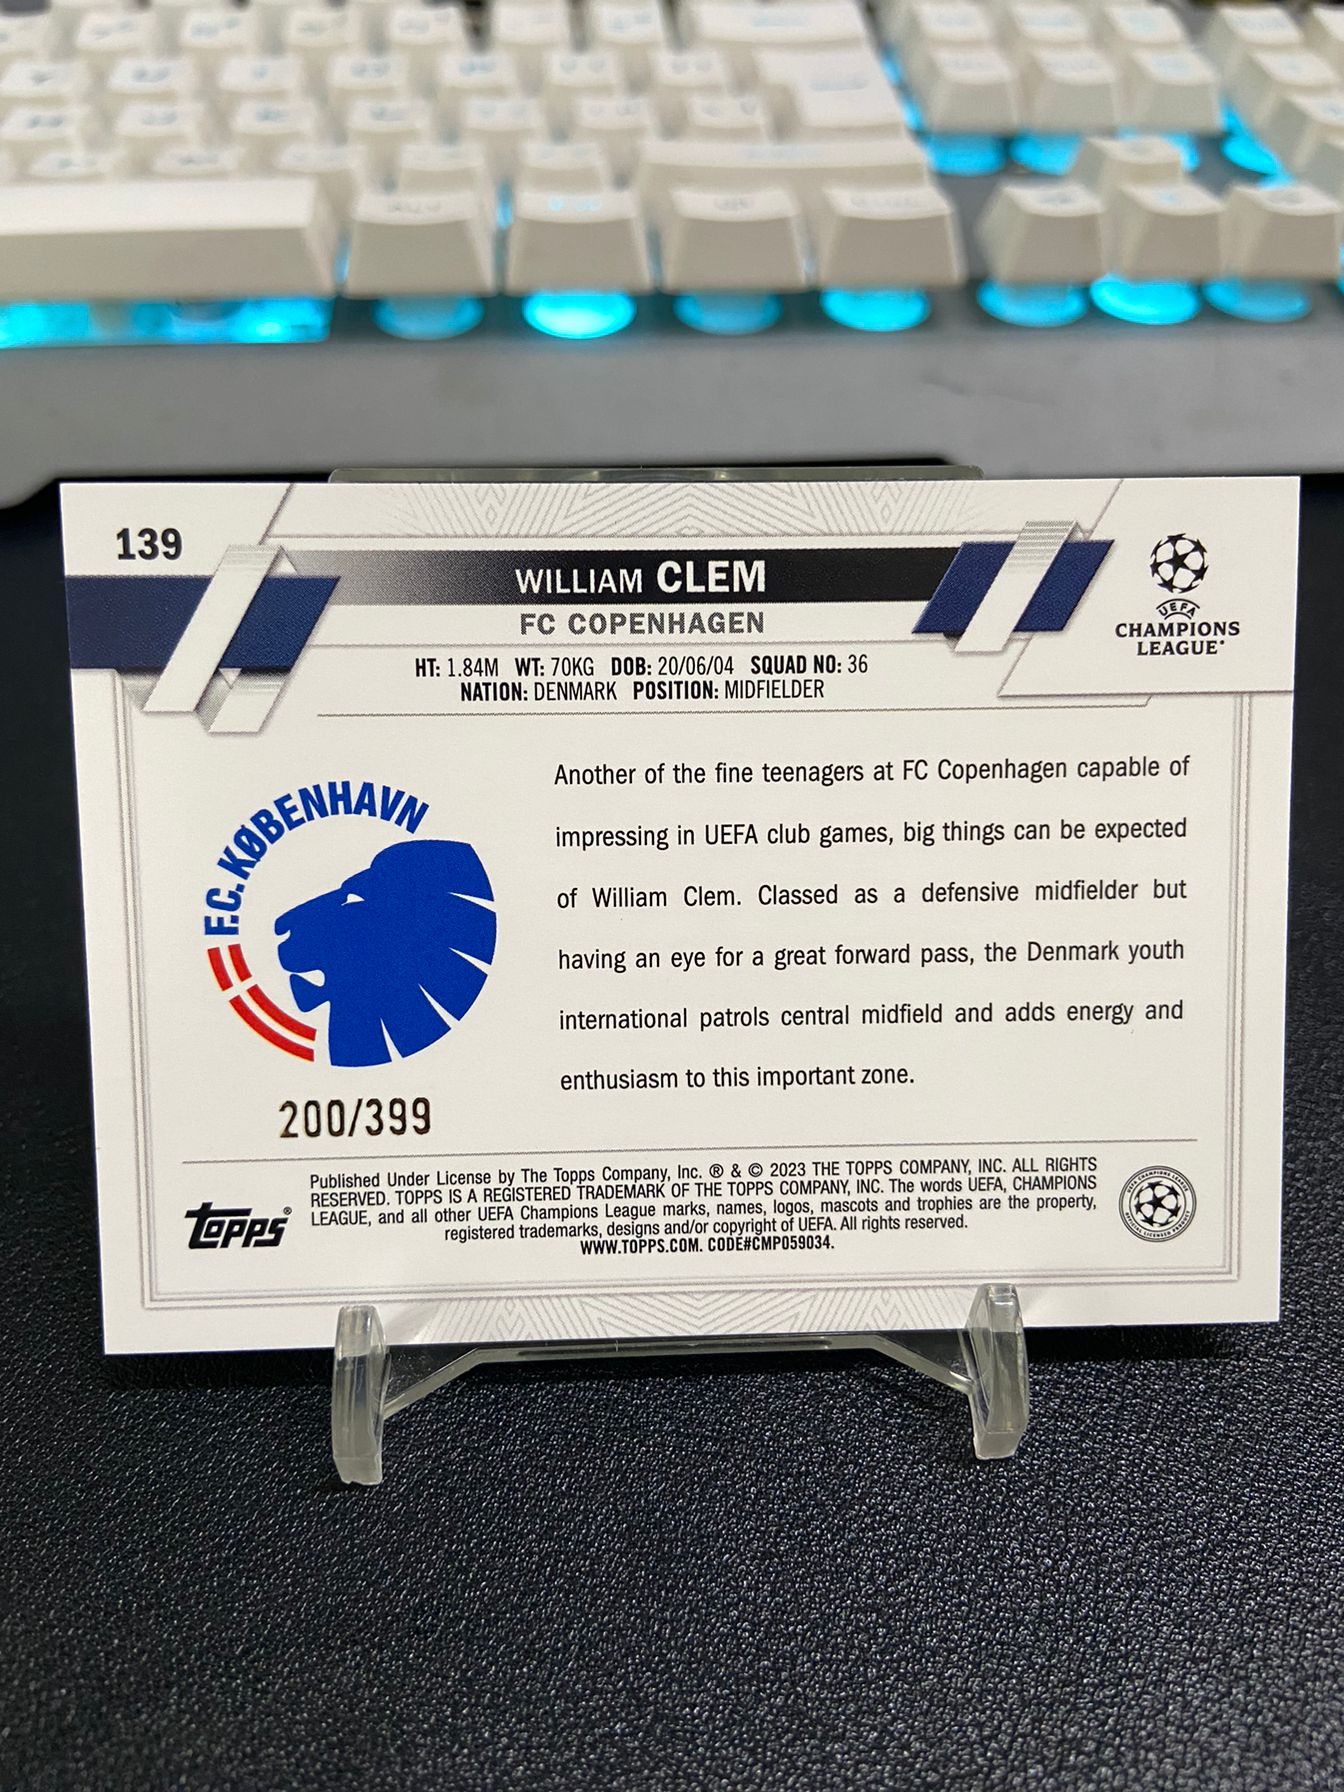 139
WILLIAM CLEM
FC COPENHAGEN
UEFA
CHAMPIONS
LEAGUE®
HT: 1.84M WT: 70KG DOB: 20/06/04 SQUAD NO: 36
NATION: DENMARK POSITION: MIDFIELDER
F.C. KØBENHAVN
Another of the fine teenagers at FC Copenhagen capable of
impressing in UEFA club games, big things can be expected
of William Clem. Classed as a defensive midfielder but
having an eye for a great forward pass, the Denmark youth
international patrols central midfield and adds energy and
enthusiasm to this important zone.
200/399
Topps®
Published Under License by The Topps Company, Inc. ® & © 2023 THE TOPPS COMPANY, INC. ALL RIGHTS
RESERVED. TOPPS IS A REGISTERED TRADEMARK OF THE TOPPS COMPANY, INC. The words UEFA, CHAMPIONS
LEAGUE, and all other UEFA Champions League marks, names, logos, mascots and trophies are the property,
registered trademarks, designs and/or copyright of UEFA. All rights reserved.
WWW.TOPPS.COM. CODE#CMP059034.